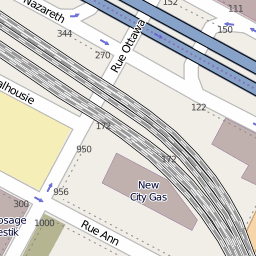 Nazareth
152
111
150
344
Rue Ottawa
270
alhousie
122
172
950
172
New
City Gas
956
300
osage
estik
1000
Rue Ann